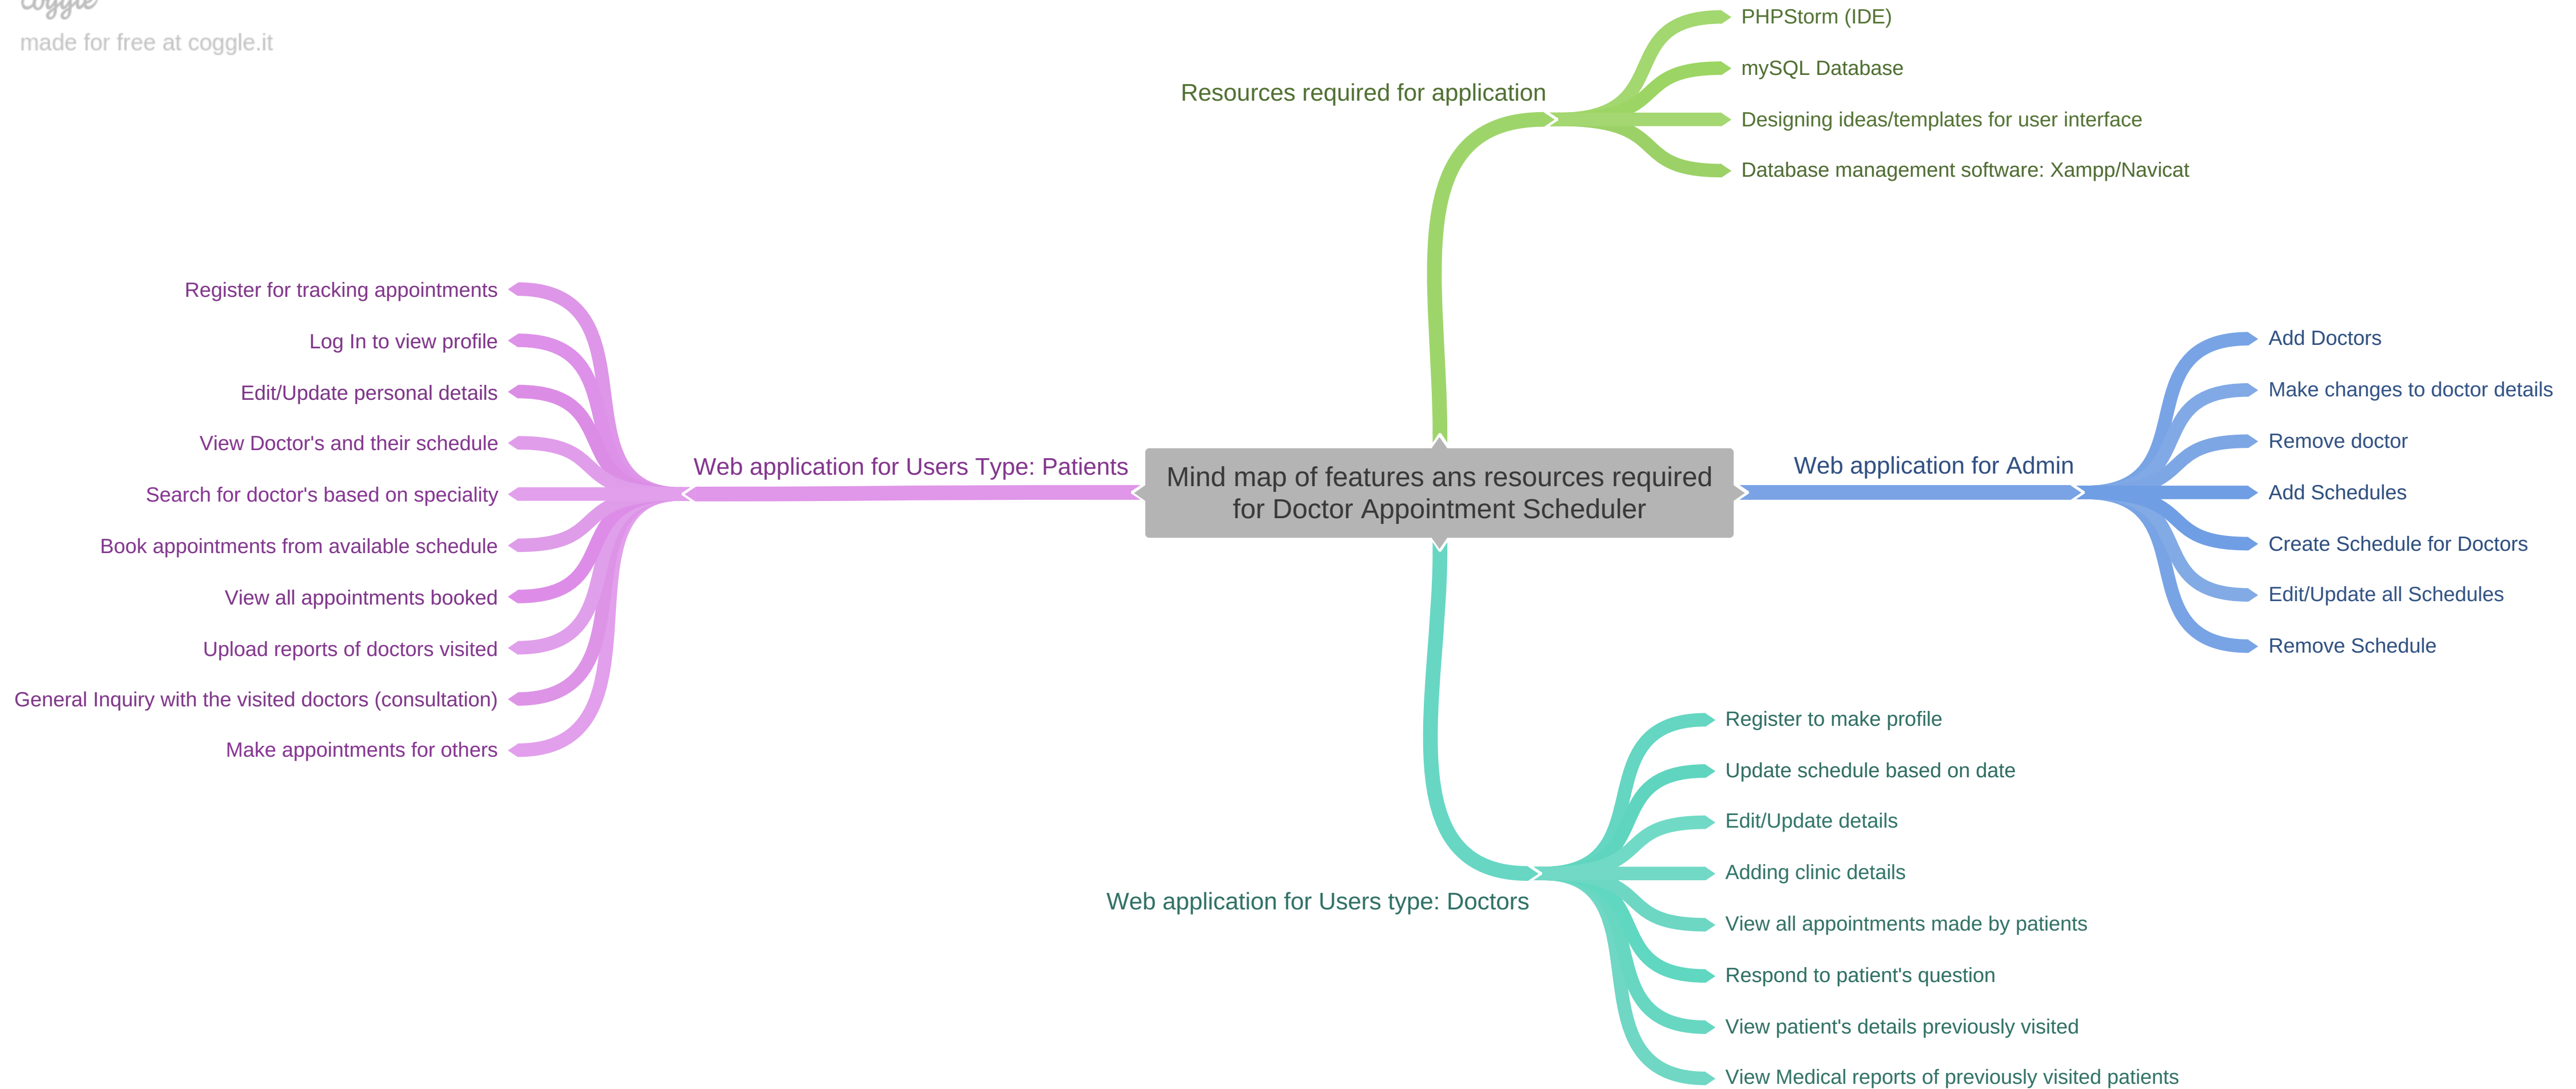 Coggle
made for free at coggle.it
Resources required for application
PHPStorm (IDE)
mySQL Database
Designing ideas/templates for user interface
Database management software: Xampp/Navicat
Web application for Users Type: Patients
Register for tracking appointments
Log In to view profile
Edit/Update personal details
View Doctor's and their schedule
Search for doctor's based on speciality
Book appointments from available schedule
View all appointments booked
Upload reports of doctors visited
General Inquiry with the visited doctors (consultation)
Make appointments for others
Mind map of features ans resources required
for Doctor Appointment Scheduler
Web application for Admin
Add Doctors
Make changes to doctor details
Remove doctor
Add Schedules
Create Schedule for Doctors
Edit/Update all Schedules
Remove Schedule
Web application for Users type: Doctors
Register to make profile
Update schedule based on date
Edit/Update details
Adding clinic details
View all appointments made by patients
Respond to patient's question
View patient's details previously visited
View Medical reports of previously visited patients